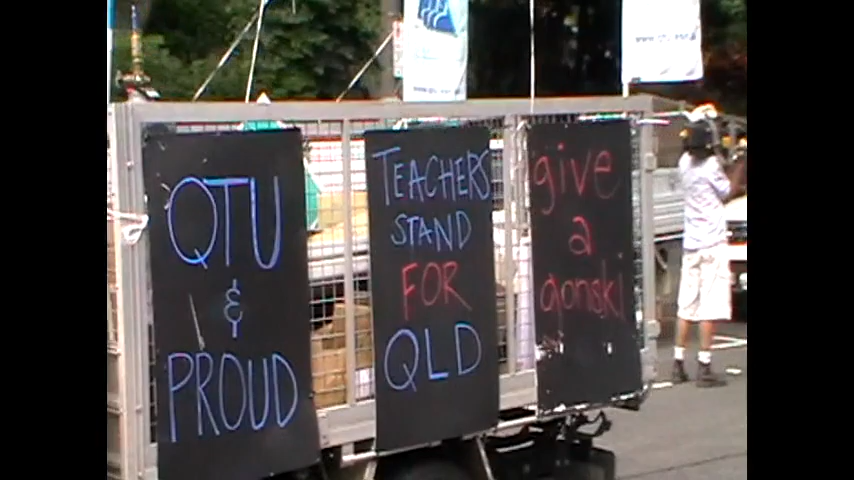 QTU
&
PROUD
TEACHERS
STAND
FOR
QLD
give
a
gonski